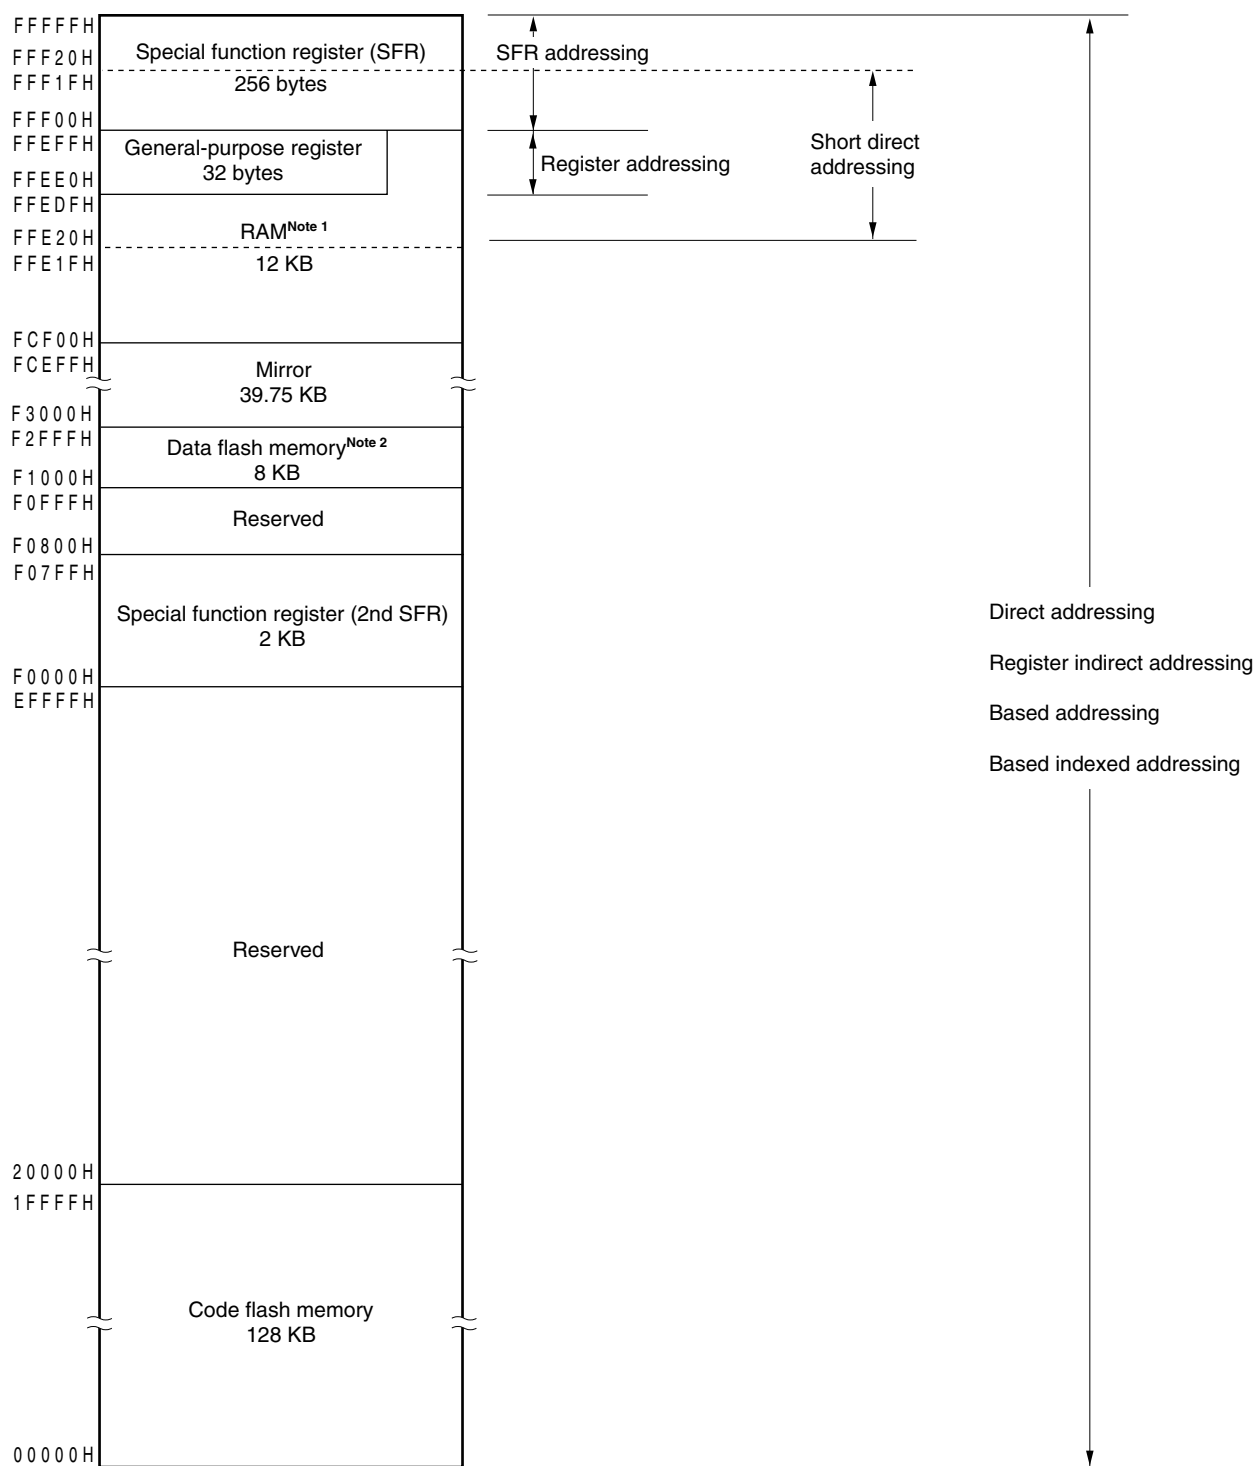 FFFFFH
FFF20H
Special function register (SFR)
SFR addressing
FFF1FH
256 bytes
FFF00H
FFEFFH
General-purpose register
32 bytes
Register addressing
Short direct
addressing
FFEE0H
FFEDFH
RAMNote 1
FFE20H
FFE1FH
12 KB
FCF00H
FCEFFH
Mirror
39.75 KB
F3000H
F2FFFH
Data flash memoryNote 2
8 KB
F1000H
F0FFFH
Reserved
F0800H
F07FFH
Special function register (2nd SFR)
2 KB
Direct addressing
Register indirect addressing
Based addressing
Based indexed addressing
F0000H
EFFFFH
Reserved
20000H
1FFFFH
Code flash memory
128 KB
00000H